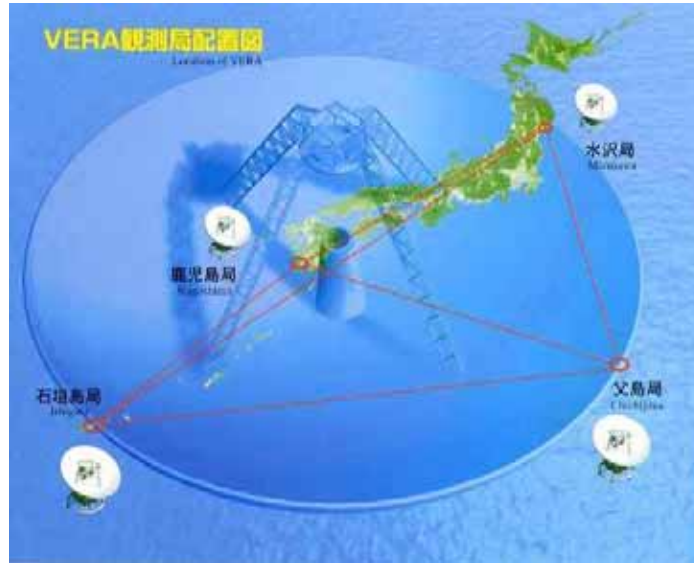 VERA観測局配置図
Location of VERA
水沢局
Mizusawa
鹿児島局
Kagoshima
石垣島局
Ishigaki
父島局
Chichijima